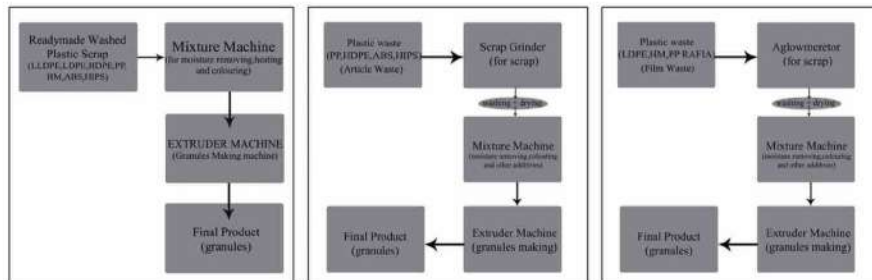 Readymade Washed
Plastic Scrap
(LLDPE,LDPE,HDPE,PP,
HM,ABS,HIPS)
Mixture Machine
(for moisture removing,heating
and colouring)
EXTRUDER MACHINE
(Granules Making machine)
Final Product
(granules)
Plastic waste
(PP,HDPE,ABS,HIPS)
(Article Waste)
Scrap Grinder
(for scrap)
washing + drying
Mixture Machine
(moisture removing,colouring
and other additives)
Extruder Machine
(granules making)
Final Product
(granules)
Plastic waste
(LDPE,HM,PP RAFIA)
(Film Waste)
Aglowmeretor
(for scrap)
washing + drying
Mixture Machine
(moisture removing,colouring
and other additives)
Extruder Machine
(granules making)
Final Product
(granules)